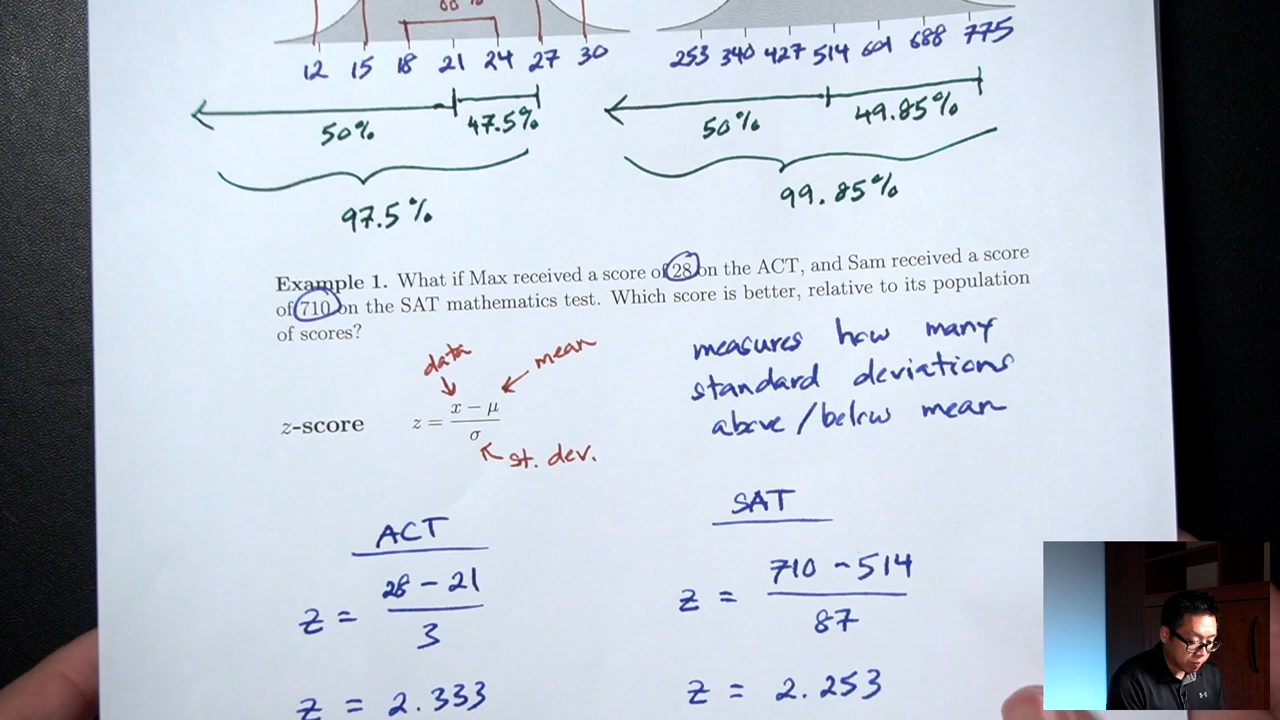 12 15 18 21 24 27 30
253 340 427 514 601 688 775
50% 47.5%
50% 49.85%
97.5%
99.85%
Example 1. What if Max received a score of 28 on the ACT, and Sam received a score
of 710 on the SAT mathematics test. Which score is better, relative to its population
of scores?
data
mean
z-score z = x − μ
σ
st. dev.
measures how many
standard deviations
above/below mean
ACT
z = 28 - 21
3
z = 2.333
SAT
z = 710 - 514
87
z = 2.253